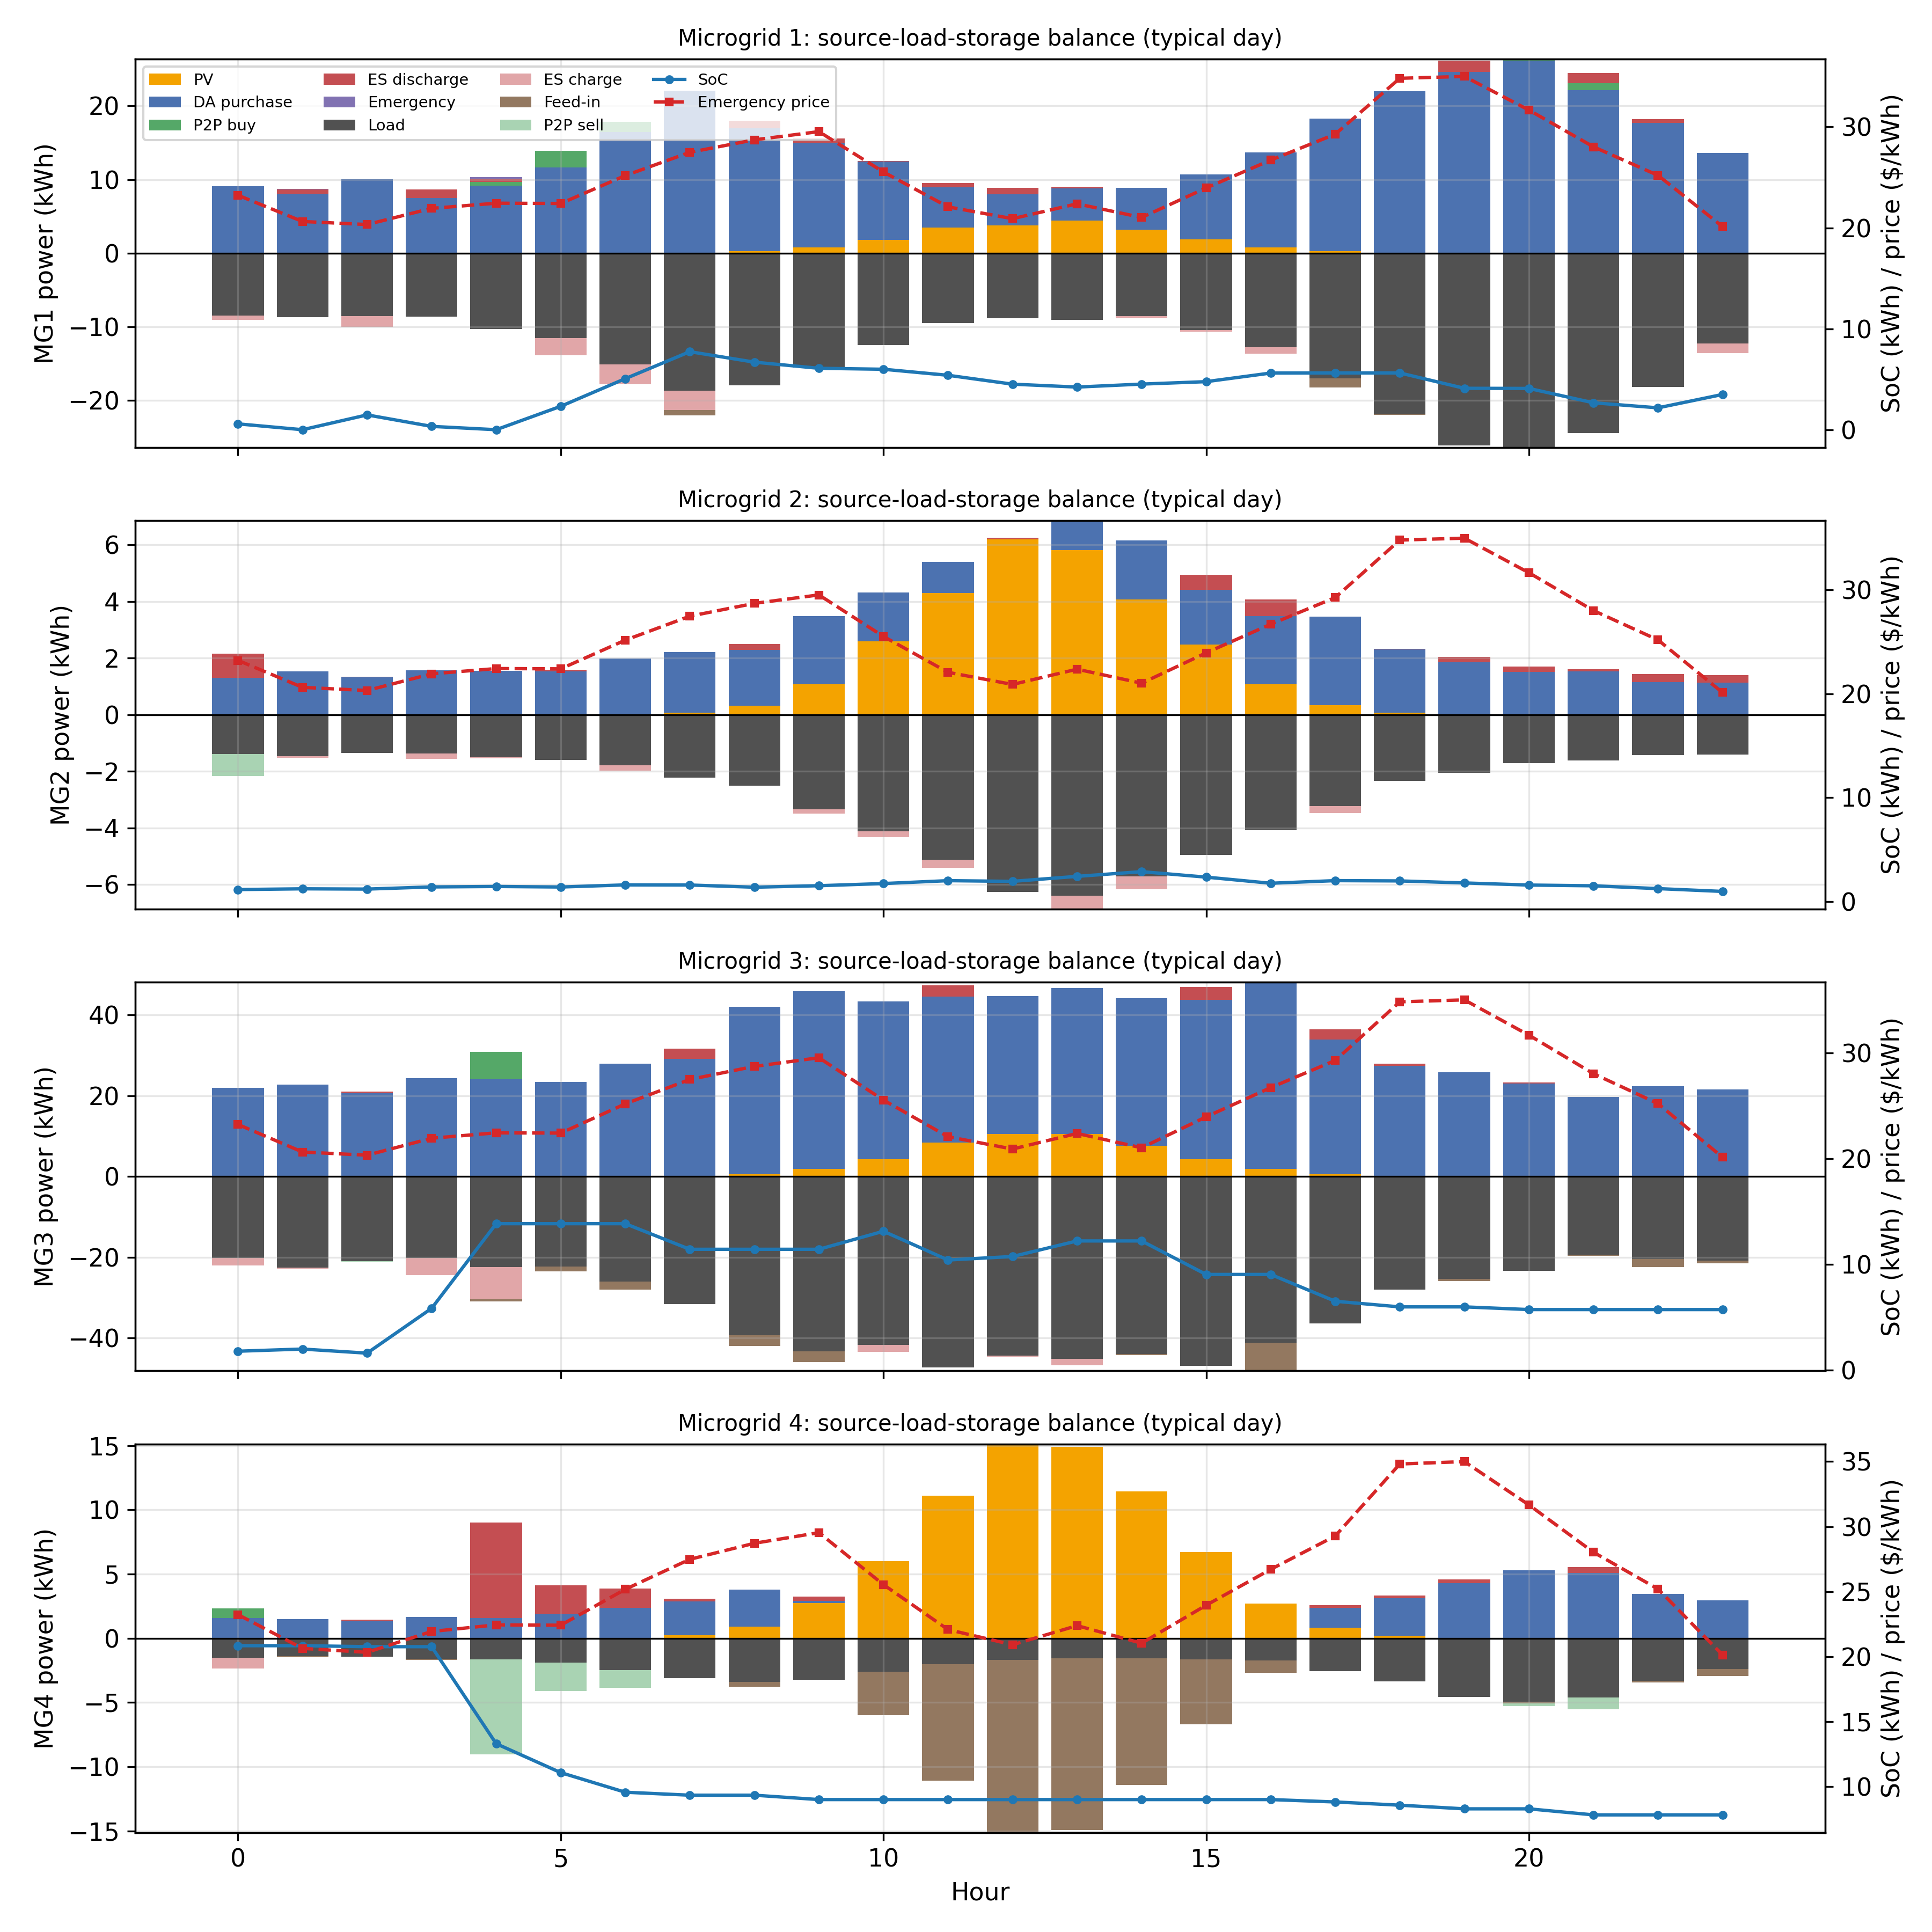 Microgrid 1: source-load-storage balance (typical day)
PV
ES discharge
ES charge
SoC
DA purchase
Emergency
Feed-in
Emergency price
P2P buy
Load
P2P sell
MG1 power (kWh)
20
10
0
−10
−20
30
20
10
0
SoC (kWh) / price ($/kWh)
Microgrid 2: source-load-storage balance (typical day)
MG2 power (kWh)
6
4
2
0
−2
−4
−6
30
20
10
0
SoC (kWh) / price ($/kWh)
Microgrid 3: source-load-storage balance (typical day)
MG3 power (kWh)
40
20
0
−20
−40
30
20
10
0
SoC (kWh) / price ($/kWh)
Microgrid 4: source-load-storage balance (typical day)
MG4 power (kWh)
15
10
5
0
−5
−10
−15
35
30
25
20
15
10
SoC (kWh) / price ($/kWh)
0
5
10
15
20
Hour